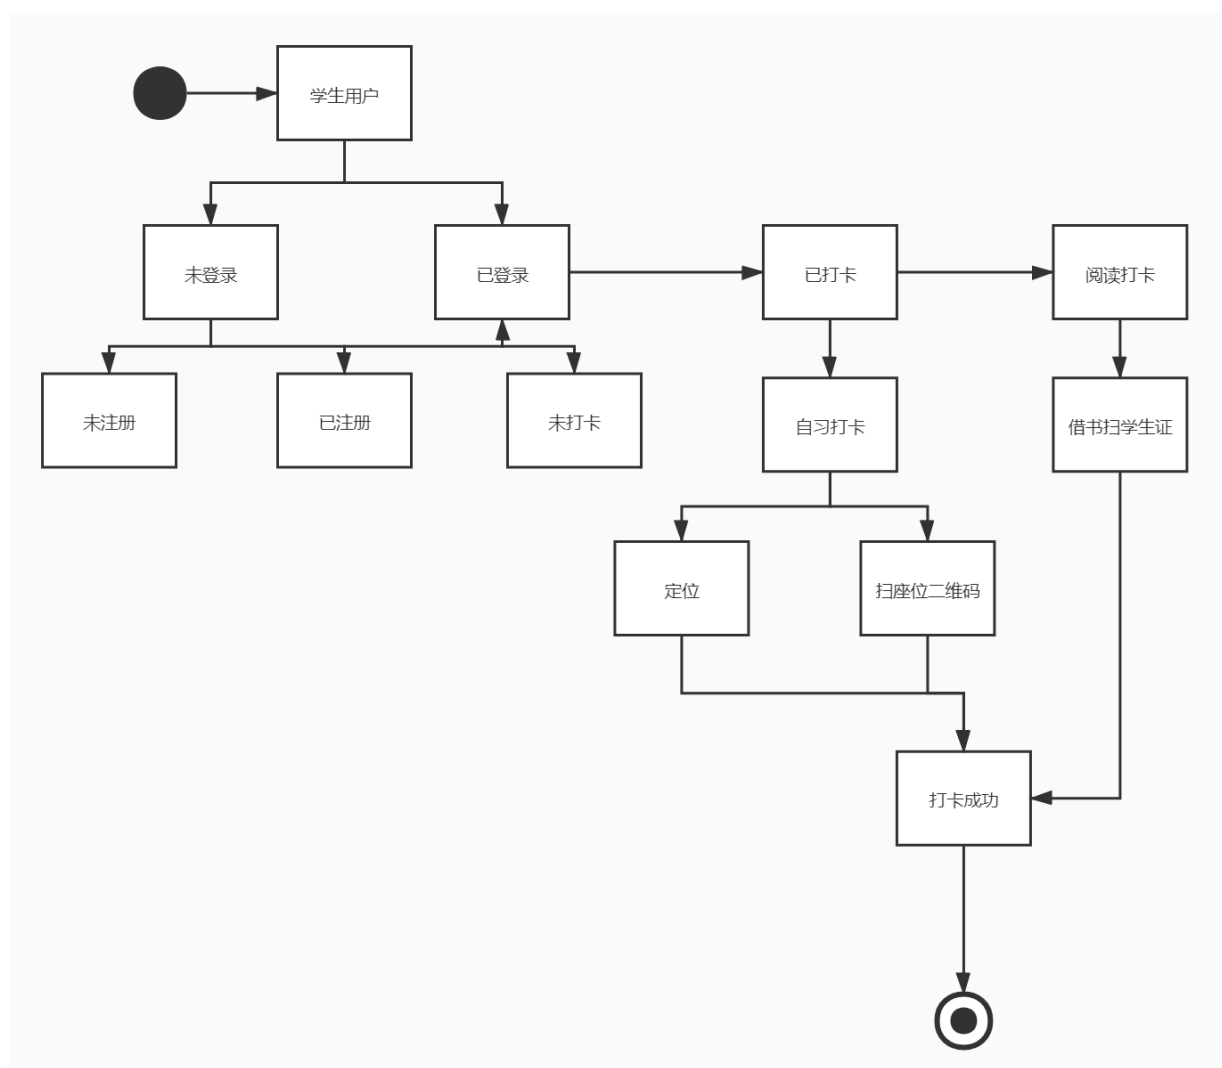 学生用户
未登录
已登录
已打卡
阅读打卡
未注册
已注册
未打卡
自习打卡
借书扫学生证
定位
扫座位二维码
打卡成功